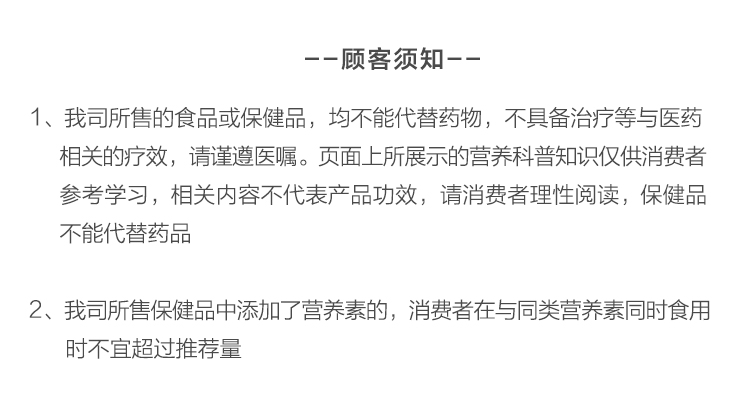 ——顾客须知——
1、我司所售的食品或保健品，均不能代替药物，不具备治疗等与医药
相关的疗效，请谨遵医嘱。页面上所展示的营养科普知识仅供消费者
参考学习，相关内容不代表产品功效，请消费者理性阅读，保健品
不能代替药品
2、我司所售保健品中添加了营养素的，消费者在与同类营养素同时食用
时不宜超过推荐量